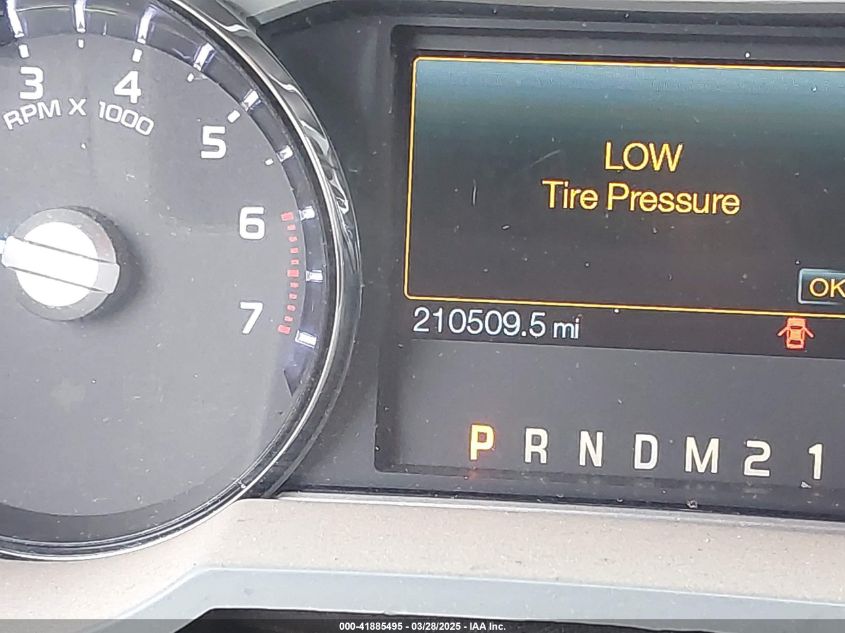 3
4
RPM X 1000
5
6
7
LOW
Tire Pressure
OK
210509.5 mi
P R N D M 2 1
000-41885495 - 03/28/2025 - IAA Inc.